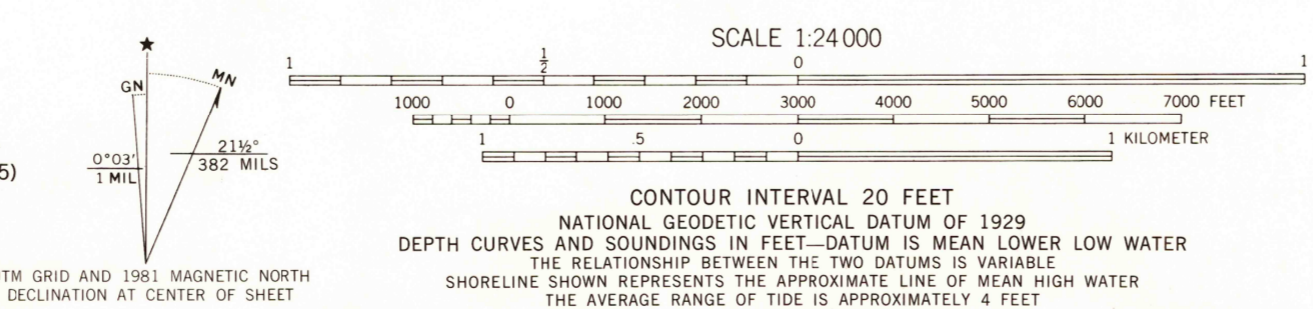 ★
GN
MN
0°03'
1 MIL
21½°
382 MILS
5)
TM GRID AND 1981 MAGNETIC NORTH
DECLINATION AT CENTER OF SHEET
SCALE 1:24 000
1 ½ 0 1
1000 0 1000 2000 3000 4000 5000 6000 7000 FEET
1 .5 0 1 KILOMETER
CONTOUR INTERVAL 20 FEET
NATIONAL GEODETIC VERTICAL DATUM OF 1929
DEPTH CURVES AND SOUNDINGS IN FEET—DATUM IS MEAN LOWER LOW WATER
THE RELATIONSHIP BETWEEN THE TWO DATUMS IS VARIABLE
SHORELINE SHOWN REPRESENTS THE APPROXIMATE LINE OF MEAN HIGH WATER
THE AVERAGE RANGE OF TIDE IS APPROXIMATELY 4 FEET